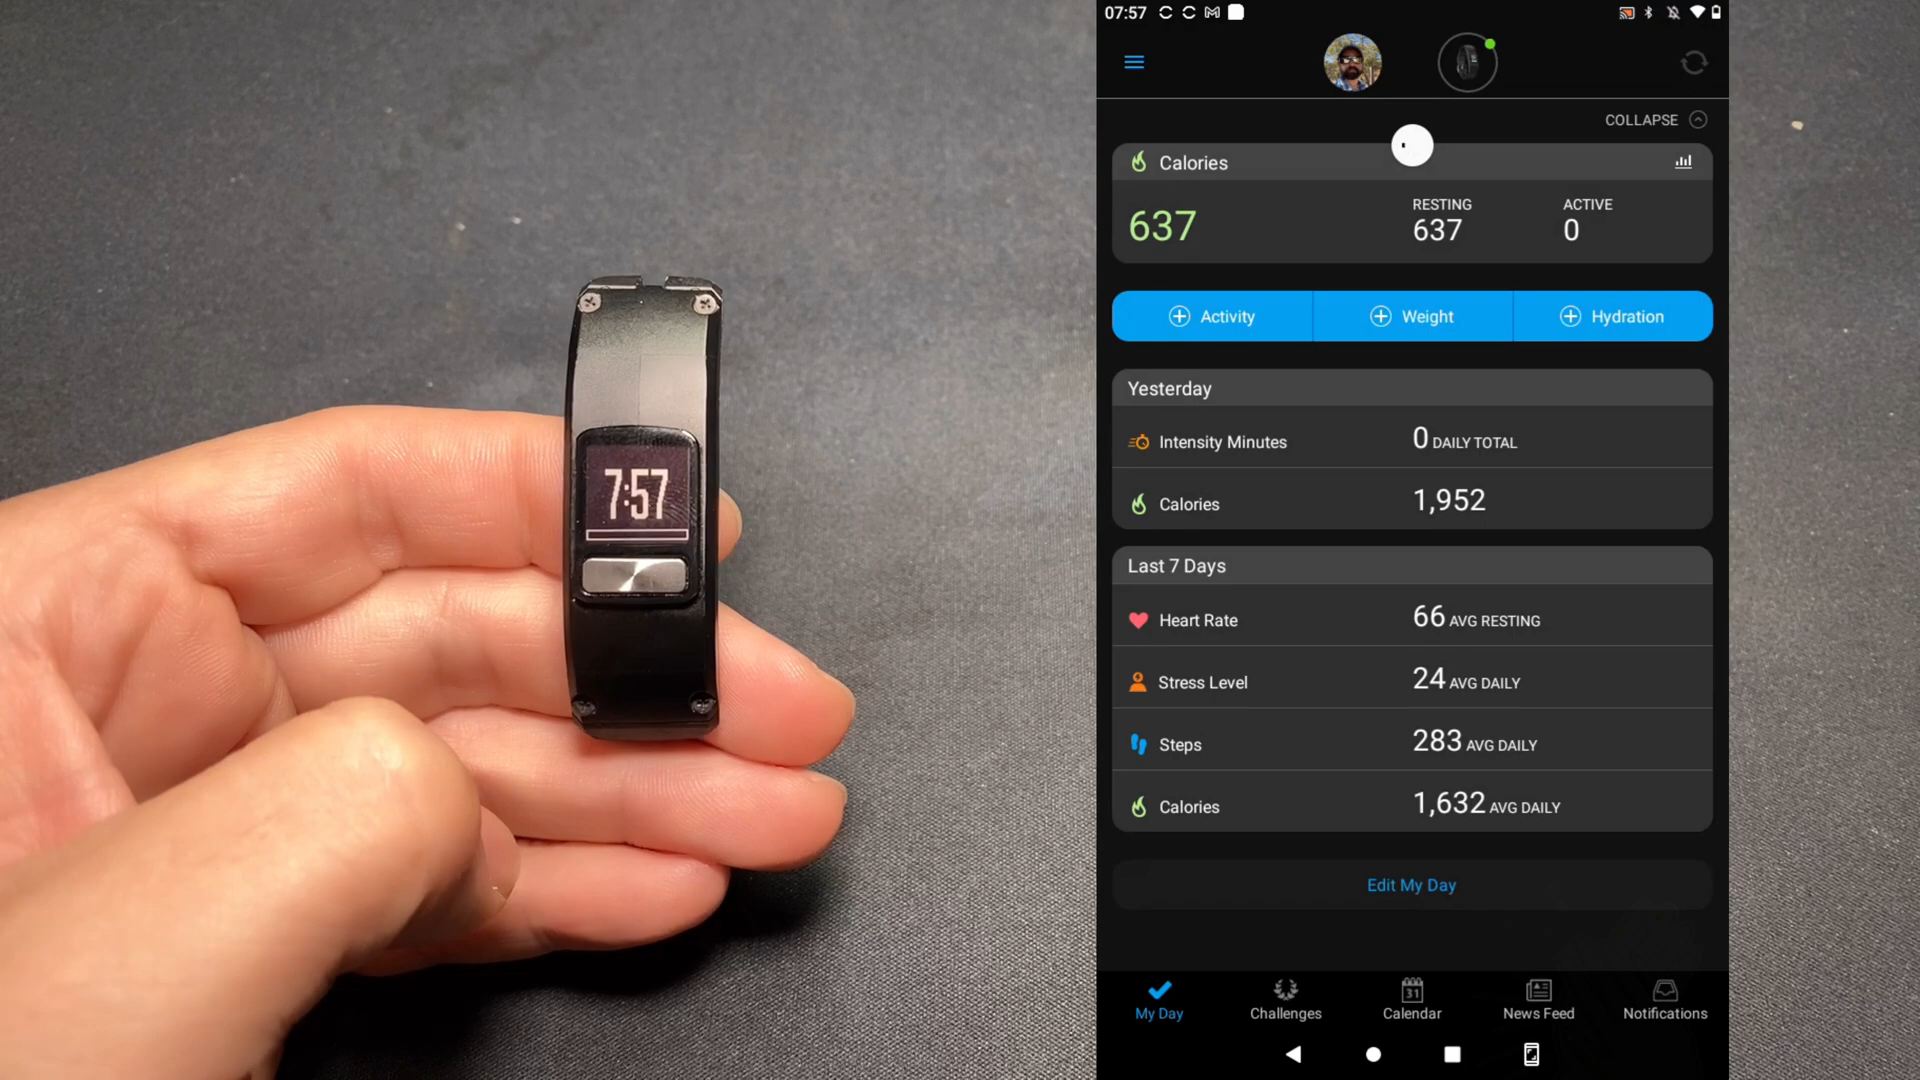 7:57
07:57
COLLAPSE
Calories
637
RESTING
637
ACTIVE
0
Activity
Weight
Hydration
Yesterday
Intensity Minutes
0 DAILY TOTAL
Calories
1,952
Last 7 Days
Heart Rate
66 AVG RESTING
Stress Level
24 AVG DAILY
Steps
283 AVG DAILY
Calories
1,632 AVG DAILY
Edit My Day
31
My Day
Challenges
Calendar
News Feed
Notifications